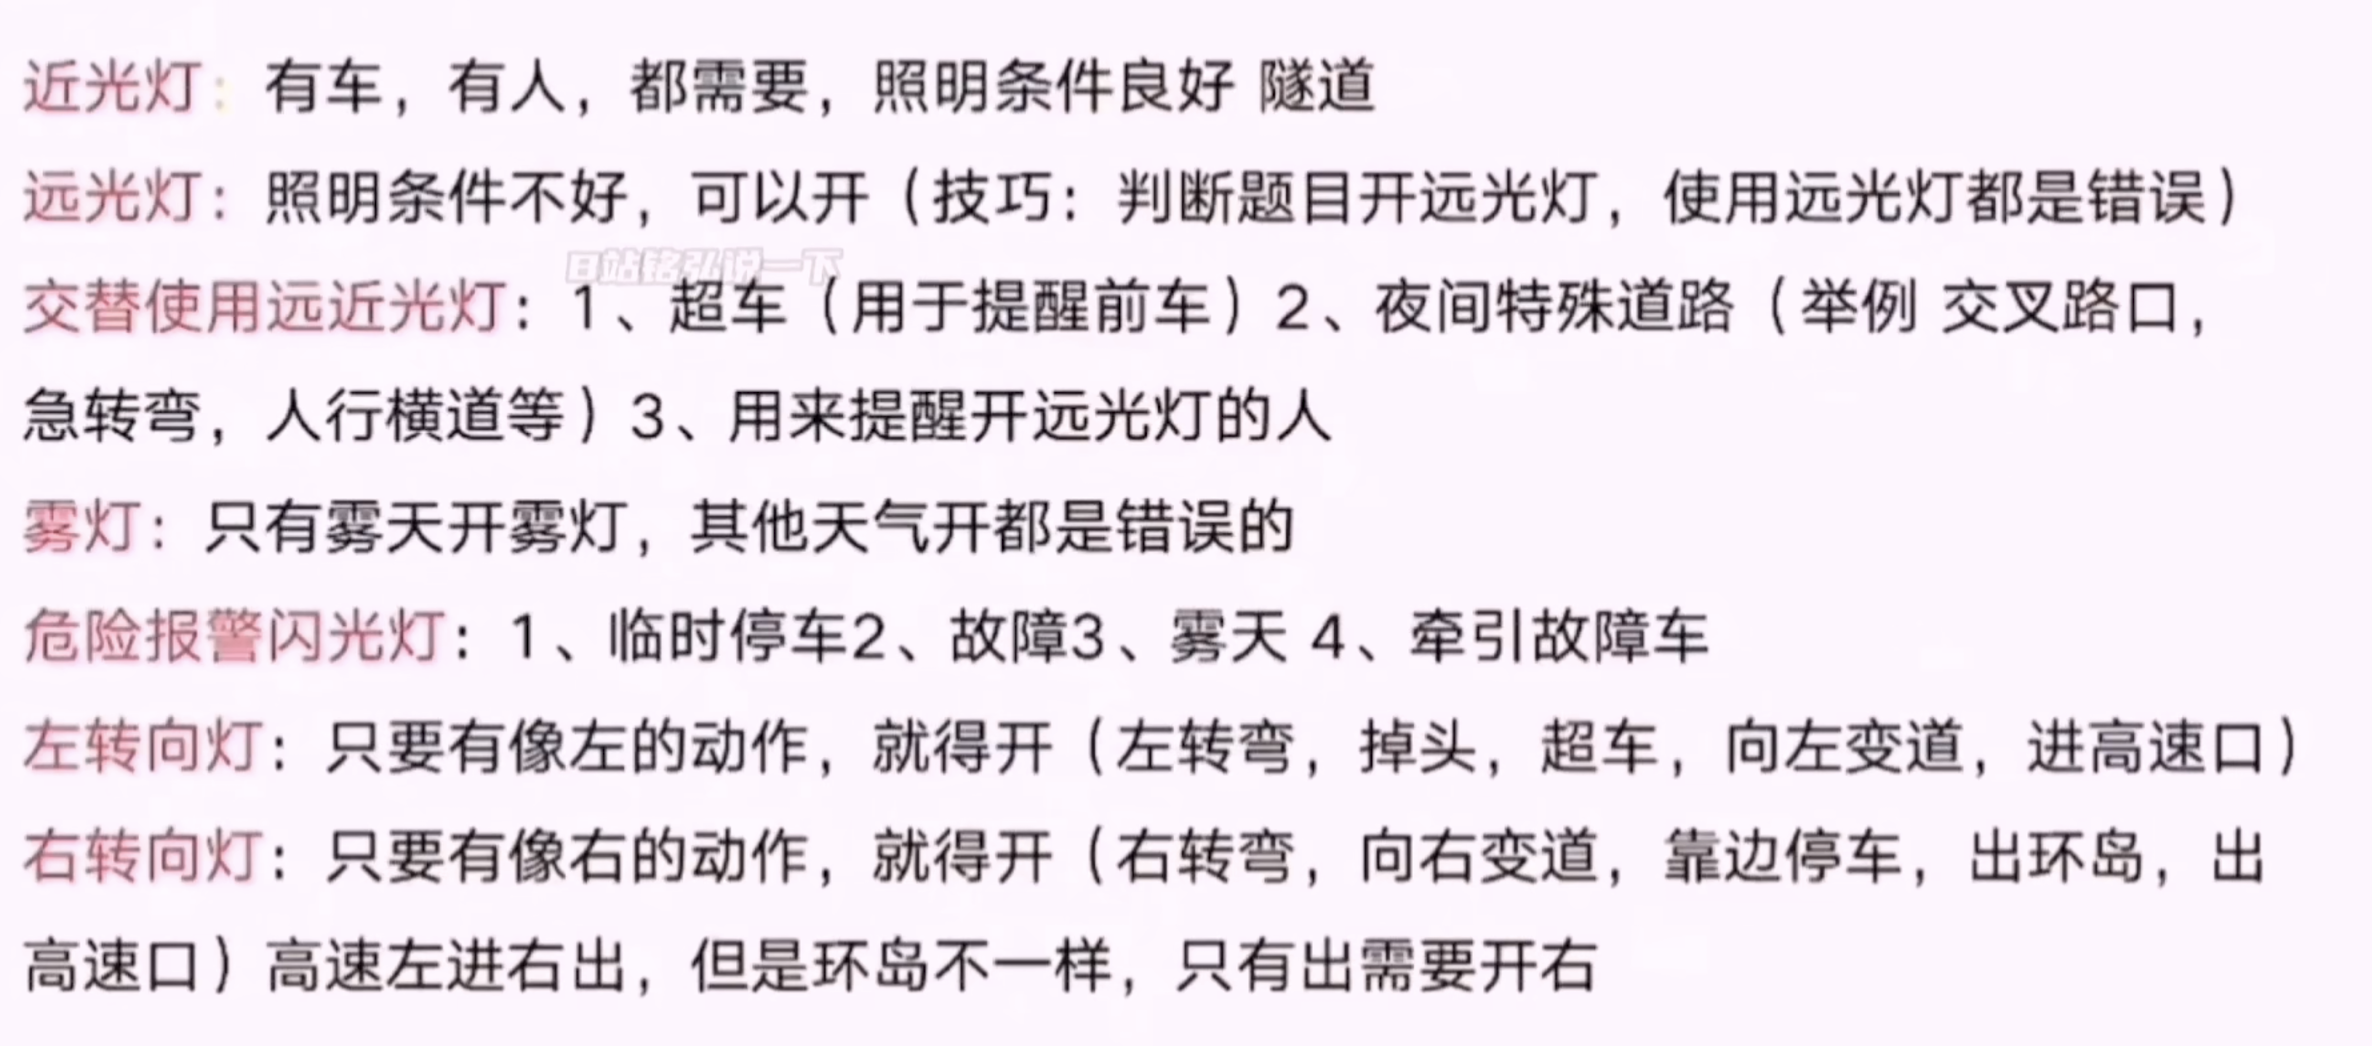 近光灯：有车，有人，都需要，照明条件良好 隧道
远光灯：照明条件不好，可以开（技巧：判断题目开远光灯，使用远光灯都是错误）
B站铭弘说一下
交替使用远近光灯：1、超车（用于提醒前车）2、夜间特殊道路（举例 交叉路口，
急转弯，人行横道等）3、用来提醒开远光灯的人
雾灯：只有雾天开雾灯，其他天气开都是错误的
危险报警闪光灯：1、临时停车2、故障3、雾天 4、牵引故障车
左转向灯：只要有像左的动作，就得开（左转弯，掉头，超车，向左变道，进高速口）
右转向灯：只要有像右的动作，就得开（右转弯，向右变道，靠边停车，出环岛，出
高速口）高速左进右出，但是环岛不一样，只有出需要开右